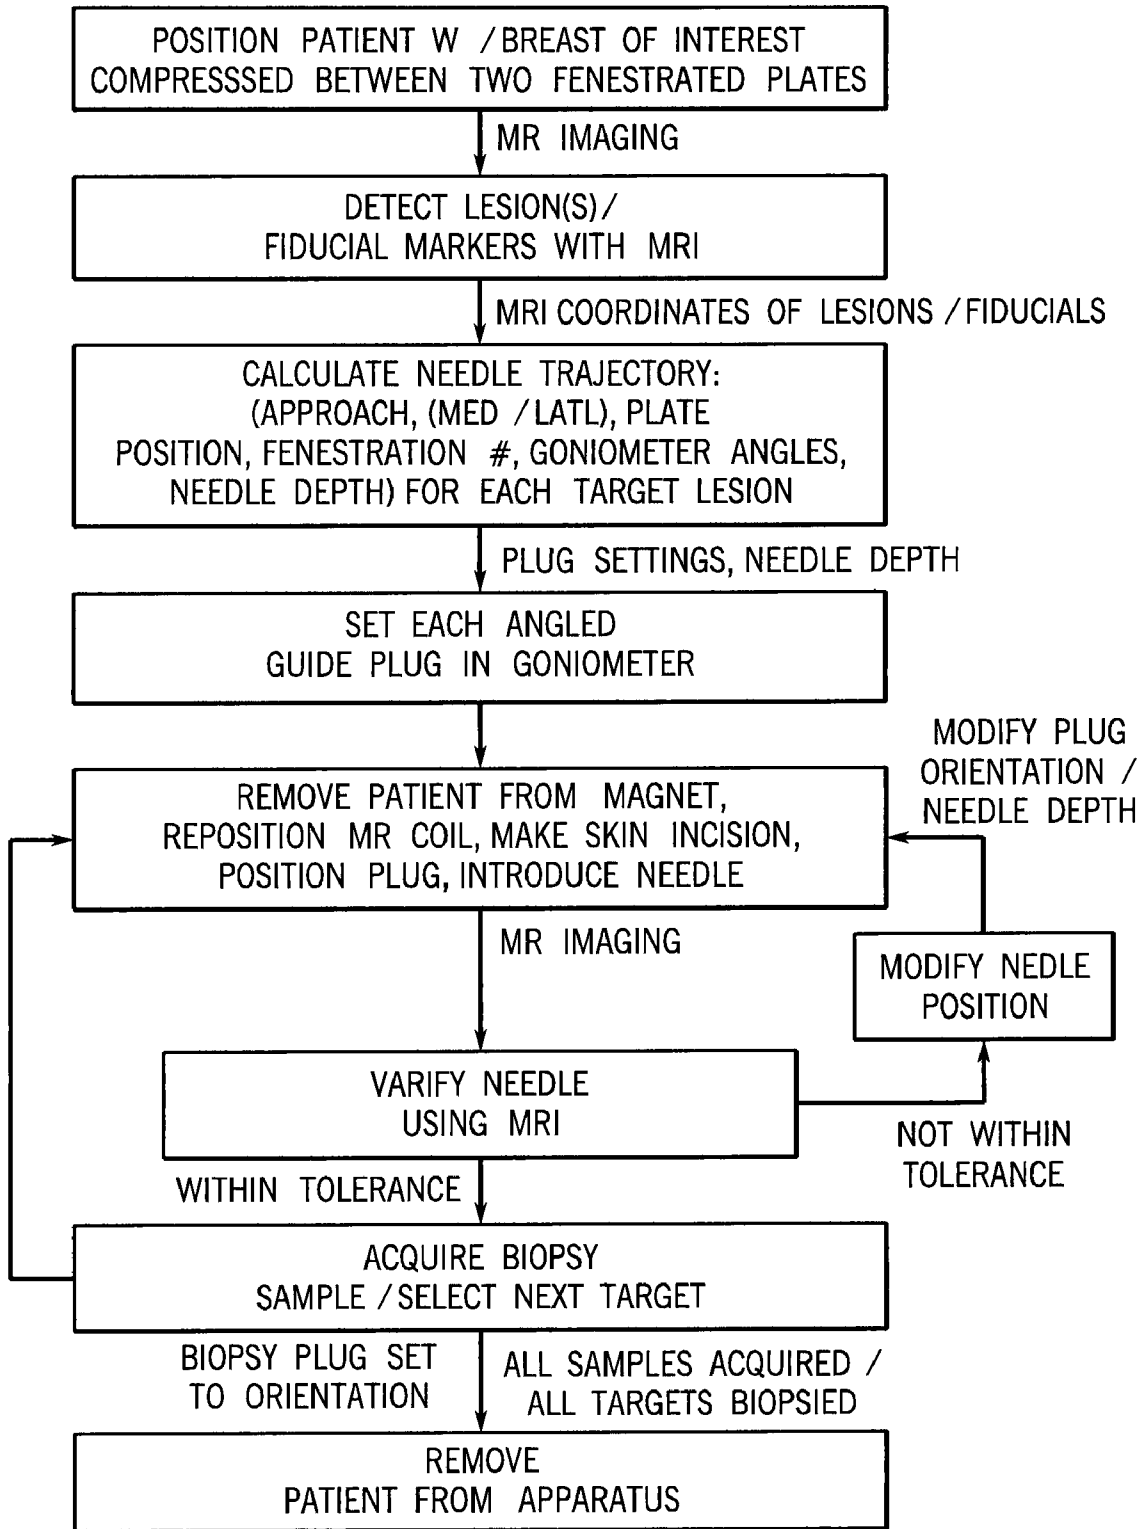 POSITION PATIENT W / BREAST OF INTEREST
COMPRESSSED BETWEEN TWO FENESTRATED PLATES
MR IMAGING
DETECT LESION(S) /
FIDUCIAL MARKERS WITH MRI
MRI COORDINATES OF LESIONS / FIDUCIALS
CALCULATE NEEDLE TRAJECTORY:
(APPROACH, (MED / LATL), PLATE
POSITION, FENESTRATION #, GONIOMETER ANGLES,
NEEDLE DEPTH) FOR EACH TARGET LESION
PLUG SETTINGS, NEEDLE DEPTH
SET EACH ANGLED
GUIDE PLUG IN GONIOMETER
MODIFY PLUG
ORIENTATION /
NEEDLE DEPTH
REMOVE PATIENT FROM MAGNET,
REPOSITION MR COIL, MAKE SKIN INCISION,
POSITION PLUG, INTRODUCE NEEDLE
MR IMAGING
MODIFY NEDLE
POSITION
VARIFY NEEDLE
USING MRI
NOT WITHIN
TOLERANCE
WITHIN TOLERANCE
ACQUIRE BIOPSY
SAMPLE / SELECT NEXT TARGET
BIOPSY PLUG SET
TO ORIENTATION
ALL SAMPLES ACQUIRED /
ALL TARGETS BIOPSIED
REMOVE
PATIENT FROM APPARATUS